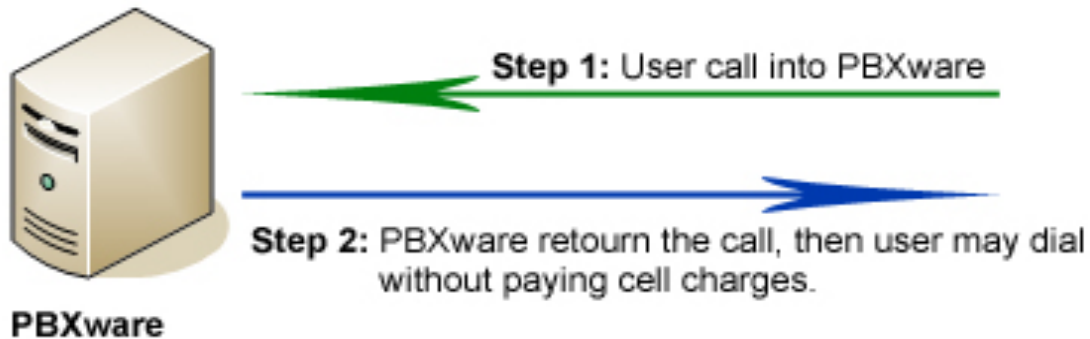 Step 1: User call into PBXware
Step 2: PBXware retourn the call, then user may dial
without paying cell charges.
PBXware